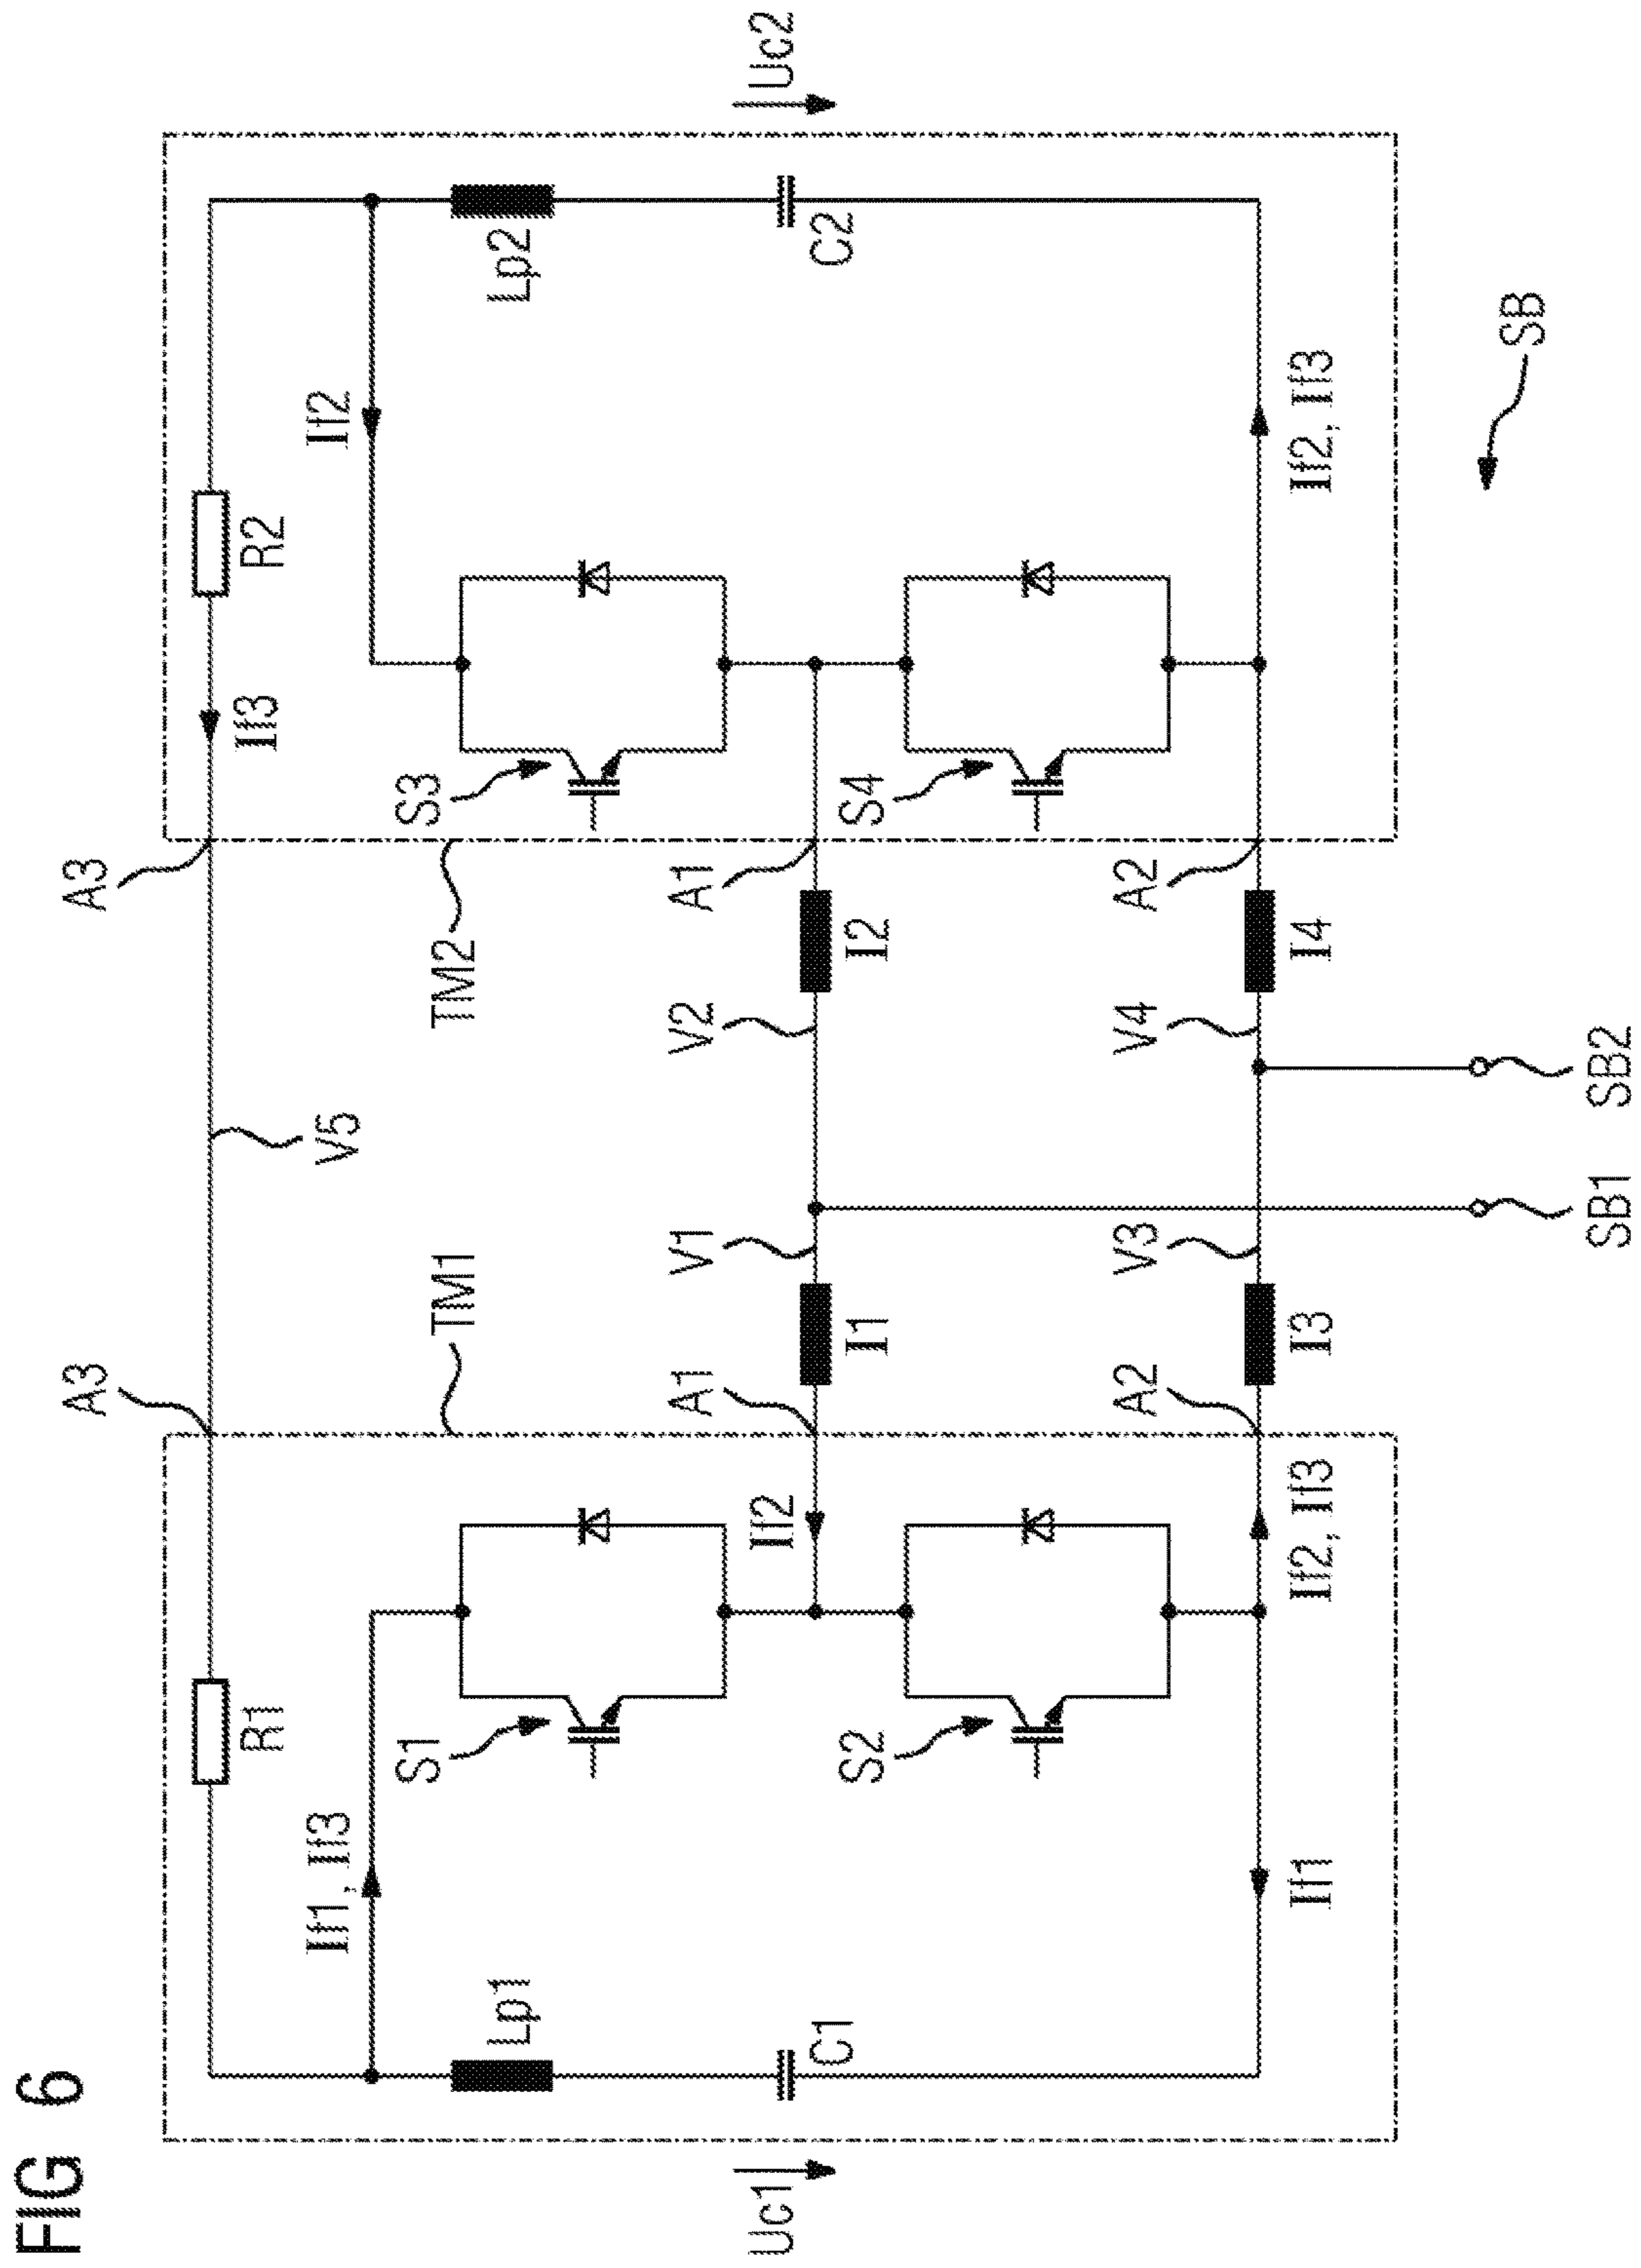 FIG 6
A3
A3
R1
If3
R2
If1, If3
V5
If2
S1
TM1
TM2
S3
Lp1
Lp2
Uc1
If2
A1
V1
V2
A1
Uc2
C1
S2
I1
I2
S4
C2
A2
V3
V4
A2
If1
If2, If3
I3
I4
If2, If3
SB
SB1
SB2